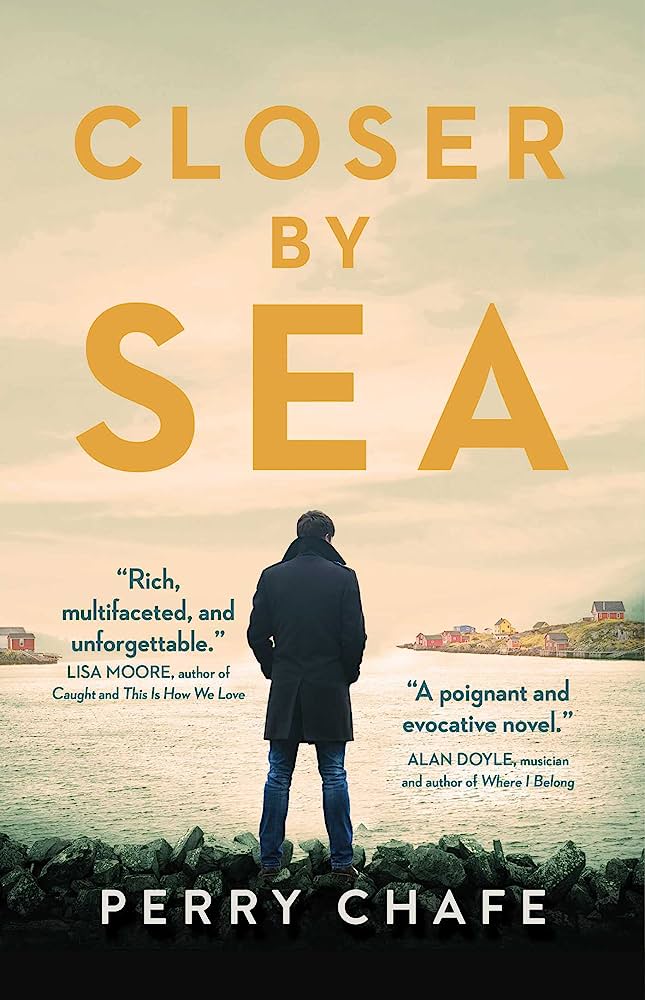 CLOSER
BY
SEA
“Rich,
multifaceted, and
unforgettable.”
LISA MOORE, author of
Caught and This Is How We Love
“A poignant and
evocative novel.”
ALAN DOYLE, musician
and author of Where I Belong
PERRY CHAFE